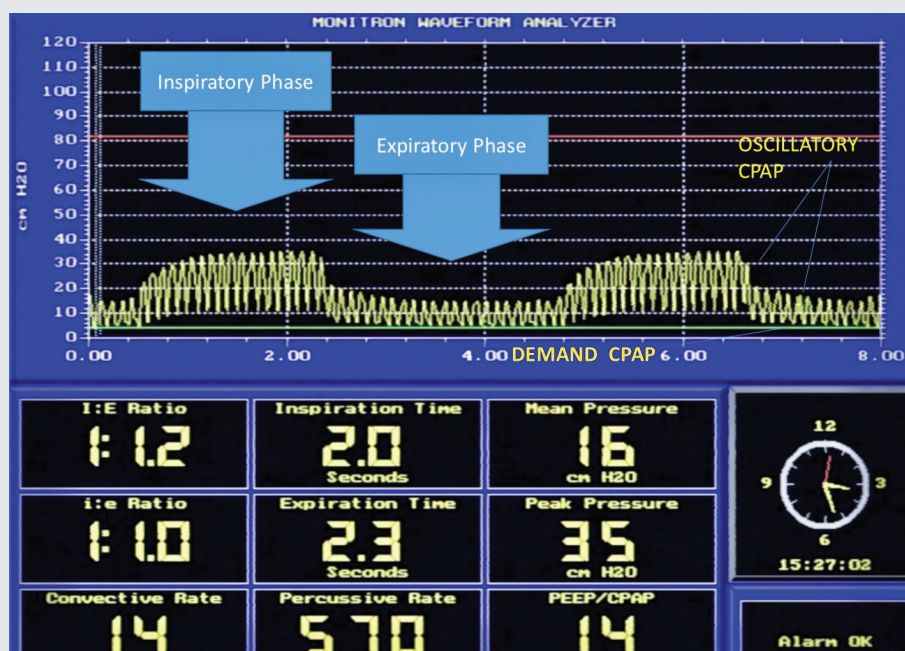 MONITRON WAVEFORM ANALYZER
120
110
100
90
80
70
60
50
40
30
20
10
0
cm H2O
Inspiratory Phase
Expiratory Phase
OSCILLATORY
CPAP
0.00
2.00
4.00
DEMAND CPAP
6.00
8.00
I:E Ratio
1:1.2
Inspiration Time
2.0
Seconds
Mean Pressure
16
cm H2O
i:e Ratio
1:1.0
Expiration Time
2.3
Seconds
Peak Pressure
35
cm H2O
12
9
3
6
15:27:02
Convective Rate
14
Percussive Rate
570
PEEP/CPAP
14
Alarm OK